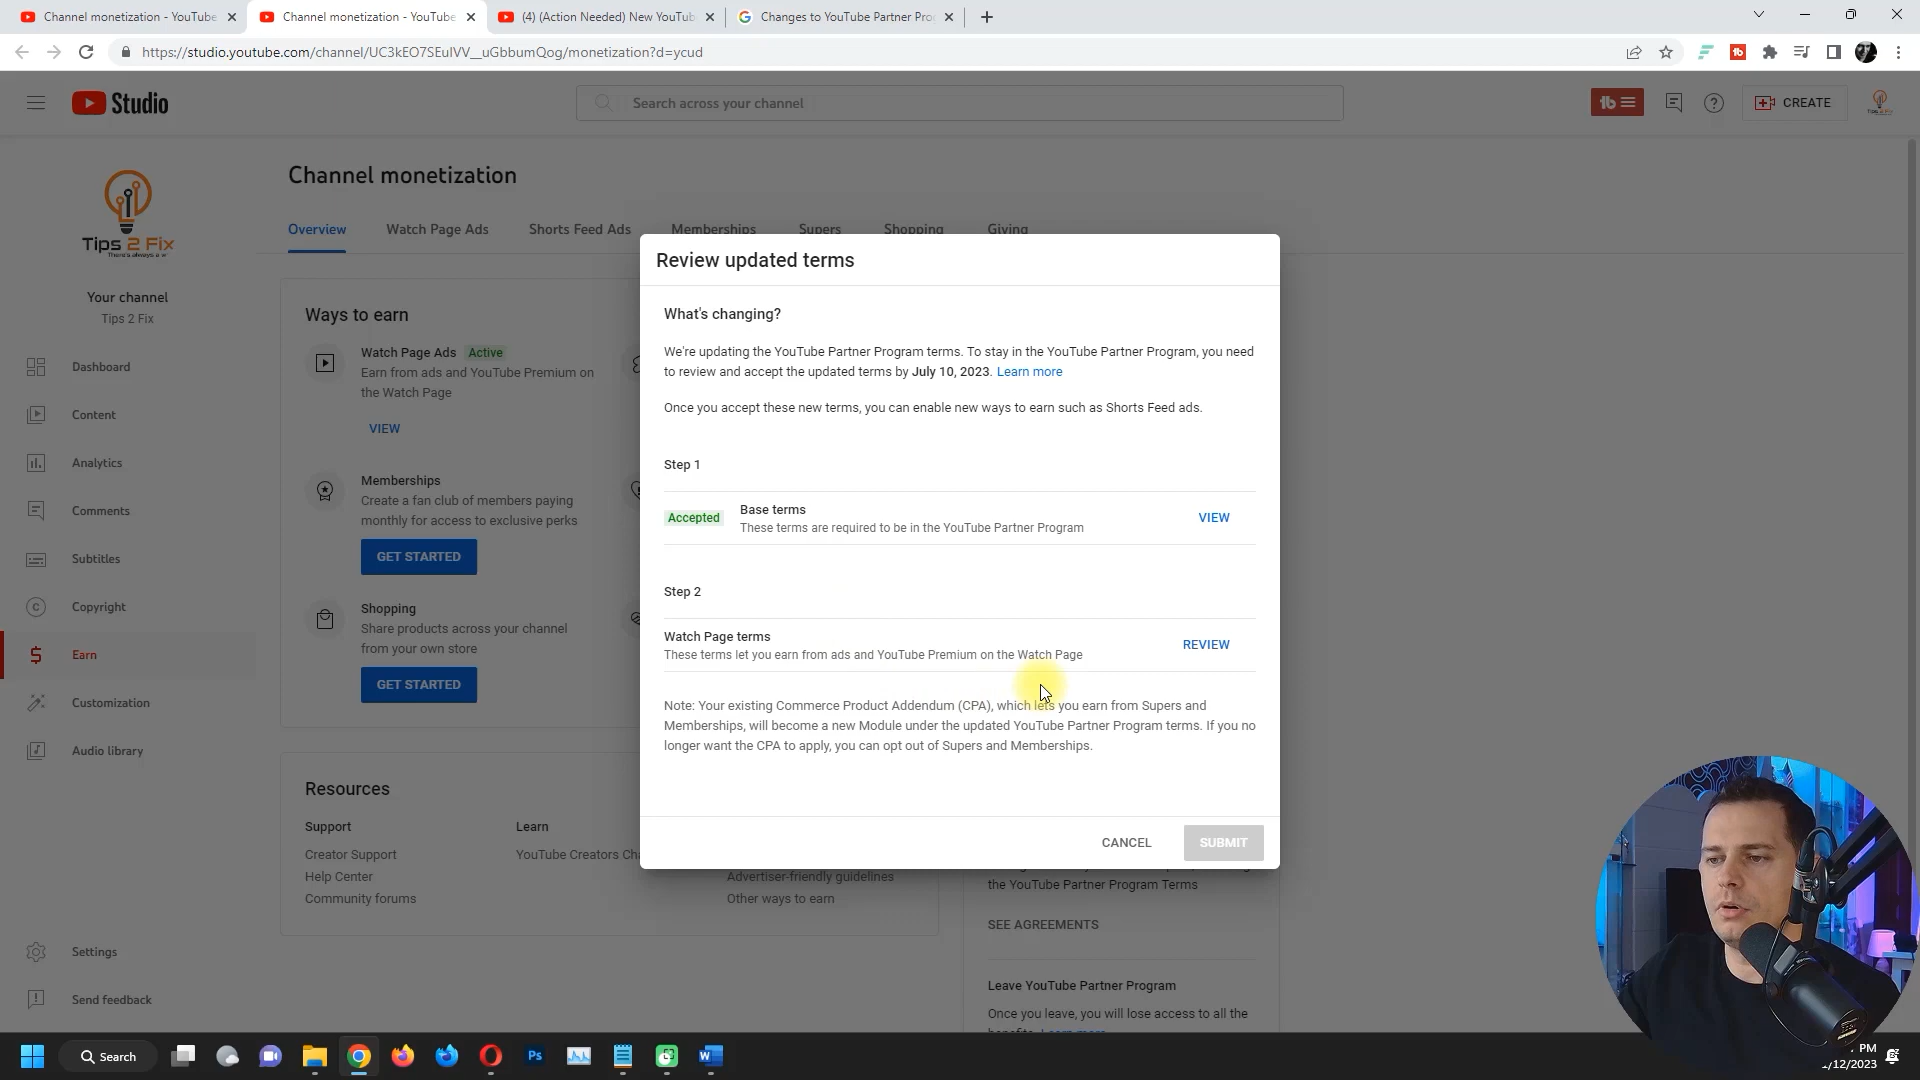 Channel monetization - YouTube
Channel monetization - YouTube
(4) (Action Needed) New YouTub
Changes to YouTube Partner Pro
https://studio.youtube.com/channel/UC3kEO7SEuIVV__uGbbumQog/monetization?d=ycud
Studio
Search across your channel
CREATE
Tips 2 Fix
There's always a
Your channel
Tips 2 Fix
Dashboard
Content
Analytics
Comments
Subtitles
Copyright
Earn
Customization
Audio library
Settings
Send feedback
Channel monetization
Overview
Watch Page Ads
Shorts Feed Ads
Memberships
Supers
Shopping
Giving
Ways to earn
Watch Page Ads Active
Earn from ads and YouTube Premium on
the Watch Page
VIEW
Memberships
Create a fan club of members paying
monthly for access to exclusive perks
GET STARTED
Shopping
Share products across your channel
from your own store
GET STARTED
Resources
Support
Creator Support
Help Center
Community forums
Learn
YouTube Creators Cha
Advertiser-friendly guidelines
Other ways to earn
Review updated terms
What's changing?
We're updating the YouTube Partner Program terms. To stay in the YouTube Partner Program, you need
to review and accept the updated terms by July 10, 2023. Learn more
Once you accept these new terms, you can enable new ways to earn such as Shorts Feed ads.
Step 1
Accepted
Base terms
These terms are required to be in the YouTube Partner Program
VIEW
Step 2
Watch Page terms
These terms let you earn from ads and YouTube Premium on the Watch Page
REVIEW
Note: Your existing Commerce Product Addendum (CPA), which lets you earn from Supers and
Memberships, will become a new Module under the updated YouTube Partner Program terms. If you no
longer want the CPA to apply, you can opt out of Supers and Memberships.
CANCEL
SUBMIT
the YouTube Partner Program Terms
SEE AGREEMENTS
Leave YouTube Partner Program
Once you leave, you will lose access to all the
Search
PM
/12/2023